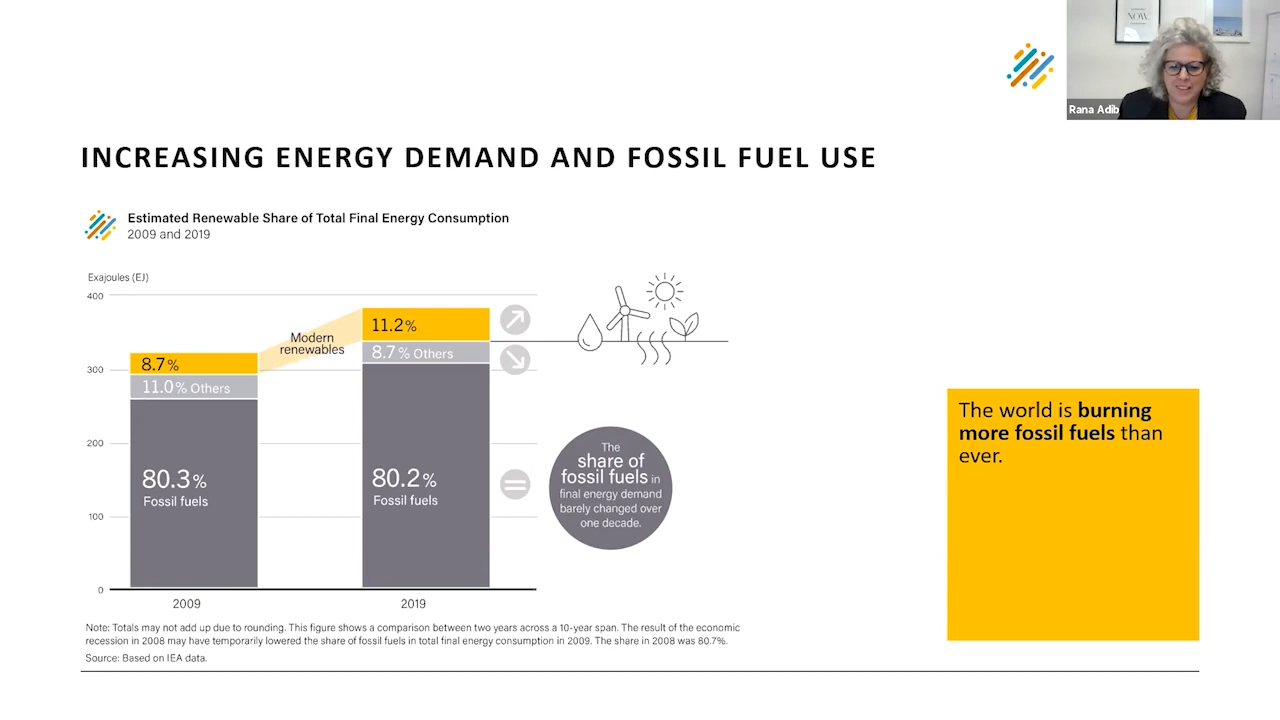 NOW
Rana Adib
INCREASING ENERGY DEMAND AND FOSSIL FUEL USE
Estimated Renewable Share of Total Final Energy Consumption
2009 and 2019
Exajoules (EJ)
400
300
200
100
0
8.7%
11.0% Others
80.3%
Fossil fuels
2009
Modern
renewables
11.2%
8.7% Others
80.2%
Fossil fuels
2019
The
share of
fossil fuels in
final energy demand
barely changed over
one decade.
The world is burning
more fossil fuels than
ever.
Note: Totals may not add up due to rounding. This figure shows a comparison between two years across a 10-year span. The result of the economic
recession in 2008 may have temporarily lowered the share of fossil fuels in total final energy consumption in 2009. The share in 2008 was 80.7%.
Source: Based on IEA data.